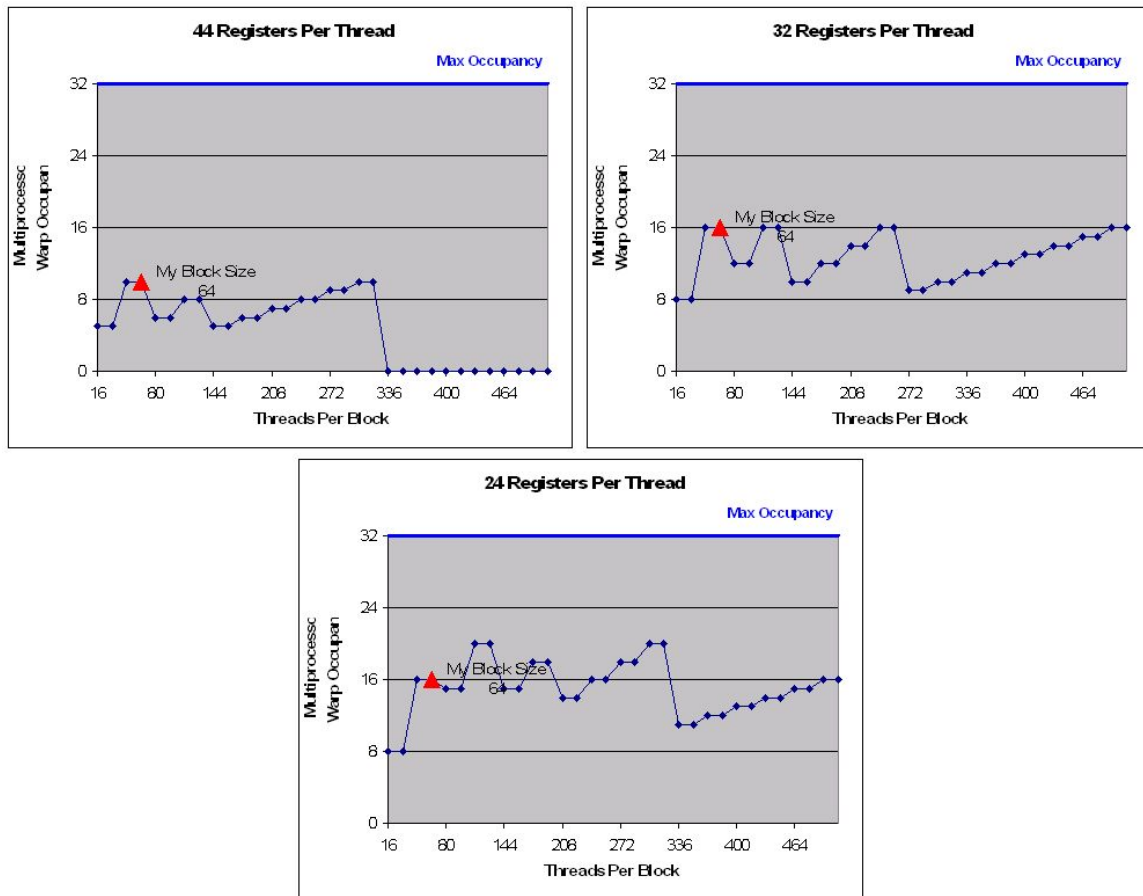 44 Registers Per Thread
Max Occupancy
Multiprocessc
Warp Occupan
32
24
16
8
0
My Block Size
64
16 80 144 208 272 336 400 464
Threads Per Block
32 Registers Per Thread
Max Occupancy
Multiprocessc
Warp Occupan
32
24
16
8
0
My Block Size
64
16 80 144 208 272 336 400 464
Threads Per Block
24 Registers Per Thread
Max Occupancy
Multiprocessc
Warp Occupan
32
24
16
8
0
My Block Size
64
16 80 144 208 272 336 400 464
Threads Per Block